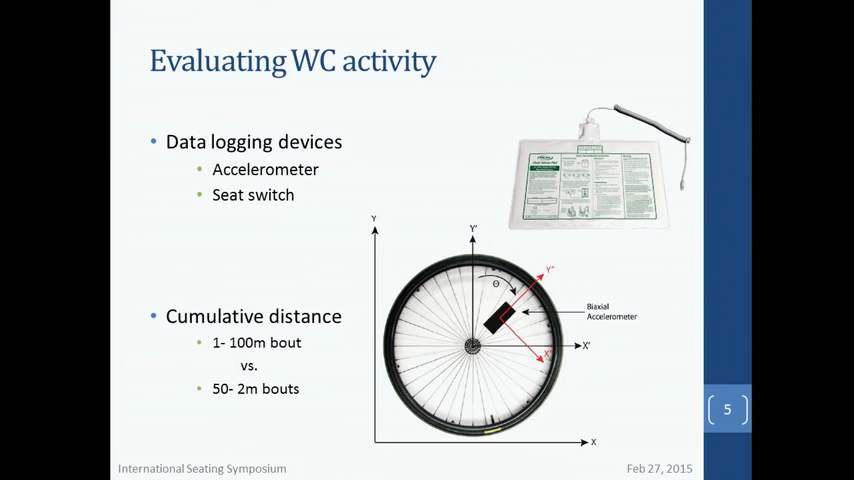 Evaluating WC activity
• Data logging devices
• Accelerometer
• Seat switch
• Cumulative distance
• 1- 100m bout
vs.
• 50- 2m bouts
Y
Y'
Y"
Θ
Biaxial
Accelerometer
X'
X"
X
5
International Seating Symposium
Feb 27, 2015